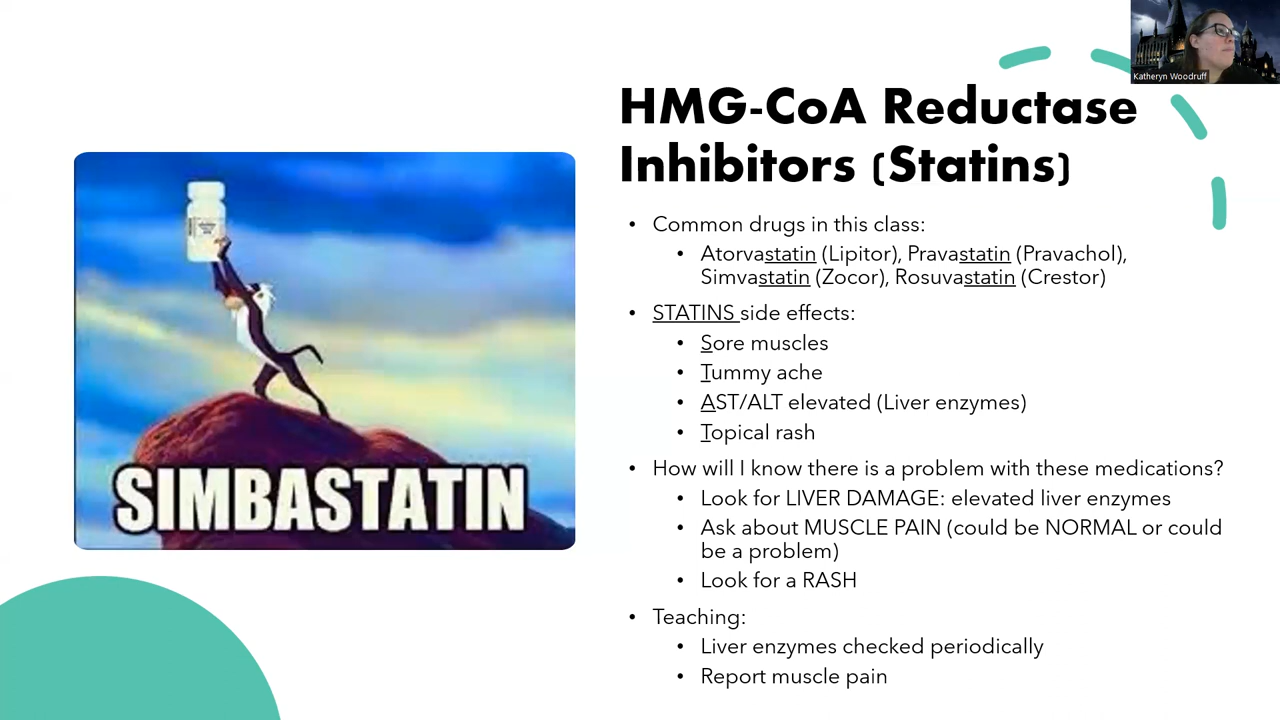 Katheryn Woodruff
HMG-CoA Reductase
Inhibitors (Statins)
SIMBASTATIN
• Common drugs in this class:
• Atorvastatin (Lipitor), Pravastatin (Pravachol),
Simvastatin (Zocor), Rosuvastatin (Crestor)
• STATINS side effects:
• Sore muscles
• Tummy ache
• AST/ALT elevated (Liver enzymes)
• Topical rash
• How will I know there is a problem with these medications?
• Look for LIVER DAMAGE: elevated liver enzymes
• Ask about MUSCLE PAIN (could be NORMAL or could
be a problem)
• Look for a RASH
• Teaching:
• Liver enzymes checked periodically
• Report muscle pain